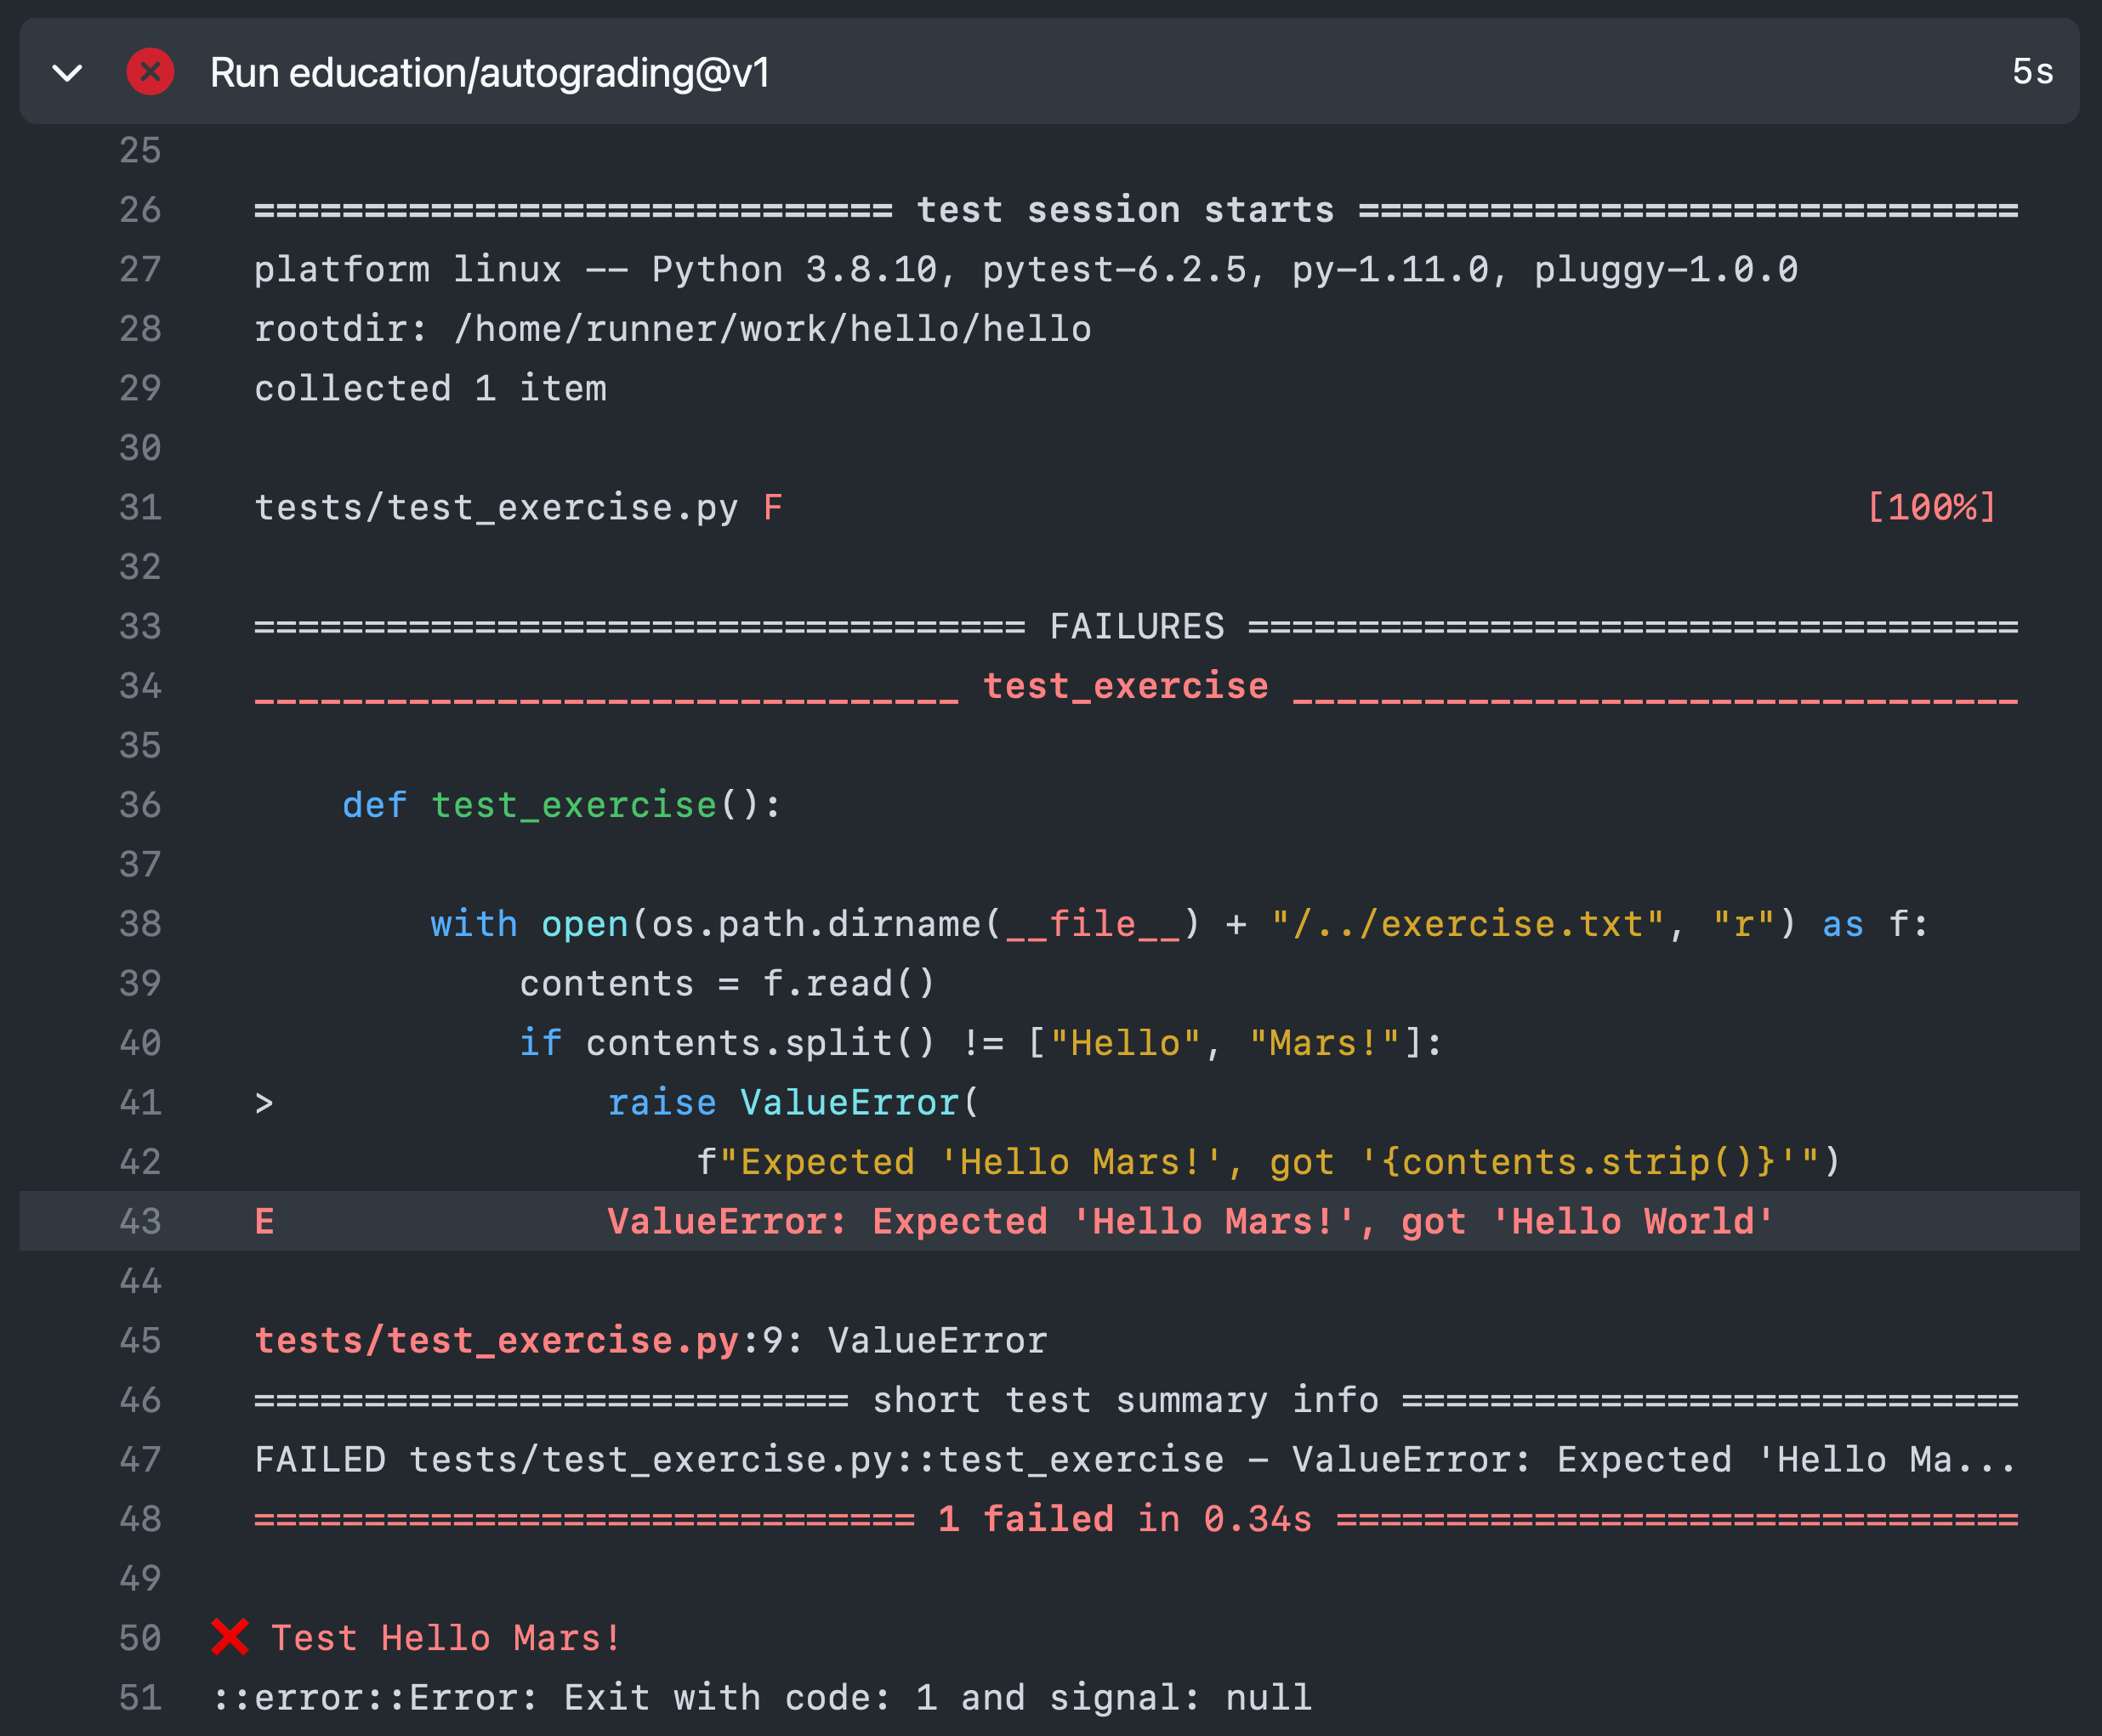 Run education/autograding@v1 5s
25
26 ============================= test session starts ==============================
27 platform linux -- Python 3.8.10, pytest-6.2.5, py-1.11.0, pluggy-1.0.0
28 rootdir: /home/runner/work/hello/hello
29 collected 1 item
30
31 tests/test_exercise.py F [100%]
32
33 =================================== FAILURES ===================================
34 ________________________________ test_exercise _________________________________
35
36 def test_exercise():
37
38 with open(os.path.dirname(__file__) + "/../exercise.txt", "r") as f:
39 contents = f.read()
40 if contents.split() != ["Hello", "Mars!"]:
41 > raise ValueError(
42 f"Expected 'Hello Mars!', got '{contents.strip()}'")
43 E ValueError: Expected 'Hello Mars!', got 'Hello World'
44
45 tests/test_exercise.py:9: ValueError
46 =========================== short test summary info ============================
47 FAILED tests/test_exercise.py::test_exercise - ValueError: Expected 'Hello Ma...
48 ============================== 1 failed in 0.34s ===============================
49
50 ❌ Test Hello Mars!
51 ::error::Error: Exit with code: 1 and signal: null